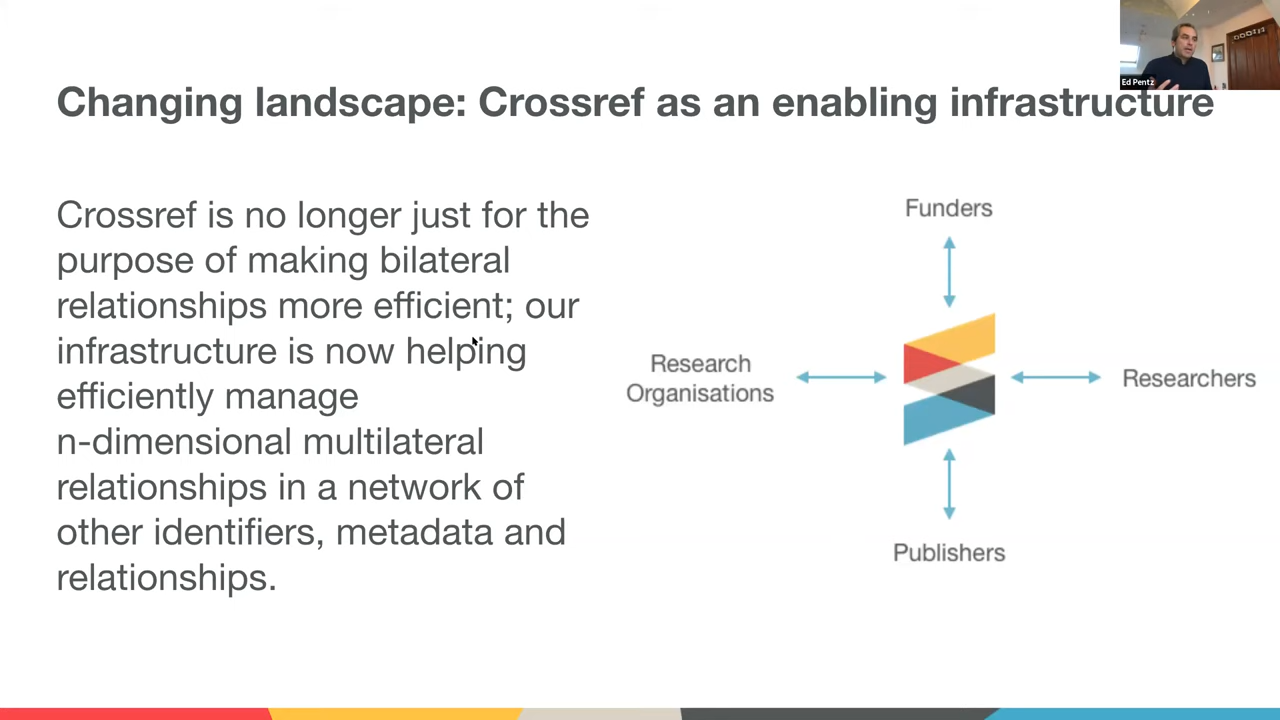 Ed Pentz
Changing landscape: Crossref as an enabling infrastructure
Crossref is no longer just for the
purpose of making bilateral
relationships more efficient; our
infrastructure is now helping
efficiently manage
n-dimensional multilateral
relationships in a network of
other identifiers, metadata and
relationships.
Funders
Research
Organisations
Researchers
Publishers